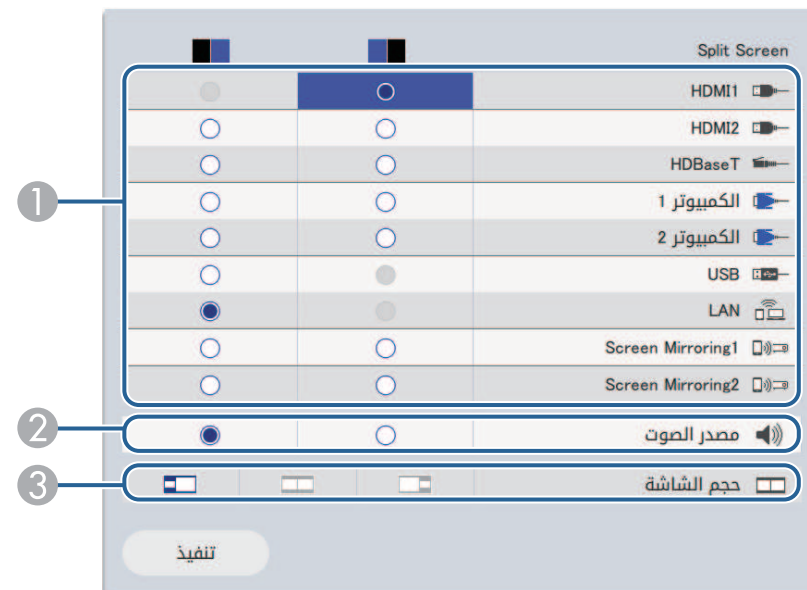 Split Screen
HDMI1
HDMI2
HDBaseT
الكمبيوتر 1
الكمبيوتر 2
USB
LAN
Screen Mirroring1
Screen Mirroring2
1
مصدر الصوت
2
حجم الشاشة
3
تنفيذ